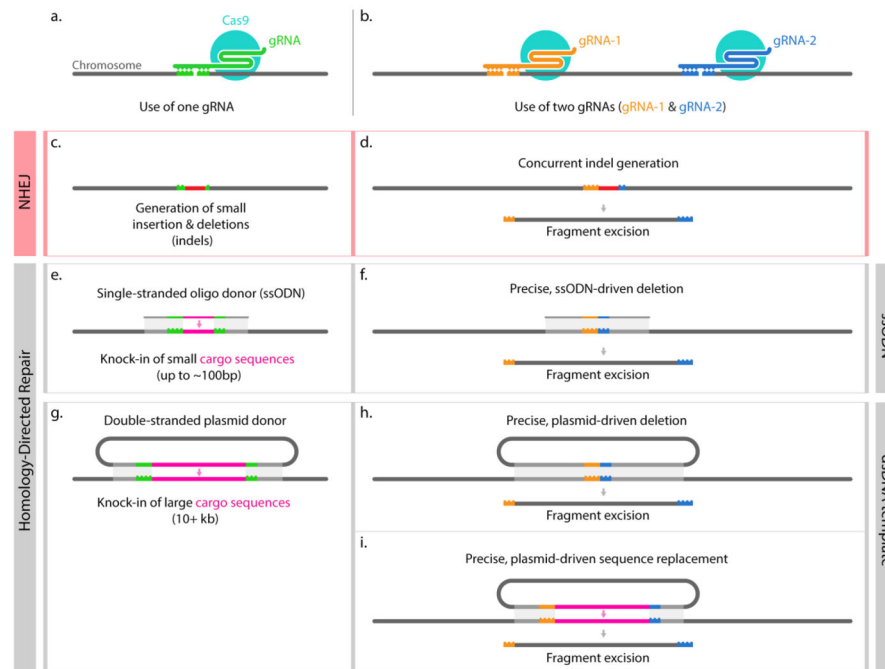 a.
Cas9
gRNA
Chromosome
Use of one gRNA
b.
gRNA-1
gRNA-2
Use of two gRNAs (gRNA-1 & gRNA-2)
NHEJ
c.
Generation of small
insertion & deletions
(indels)
d.
Concurrent indel generation
Fragment excision
Homology-Directed Repair
e.
Single-stranded oligo donor (ssODN)
Knock-in of small cargo sequences
(up to ~100bp)
f.
Precise, ssODN-driven deletion
Fragment excision
ssODN
g.
Double-stranded plasmid donor
Knock-in of large cargo sequences
(10+ kb)
h.
Precise, plasmid-driven deletion
Fragment excision
i.
Precise, plasmid-driven sequence replacement
Fragment excision